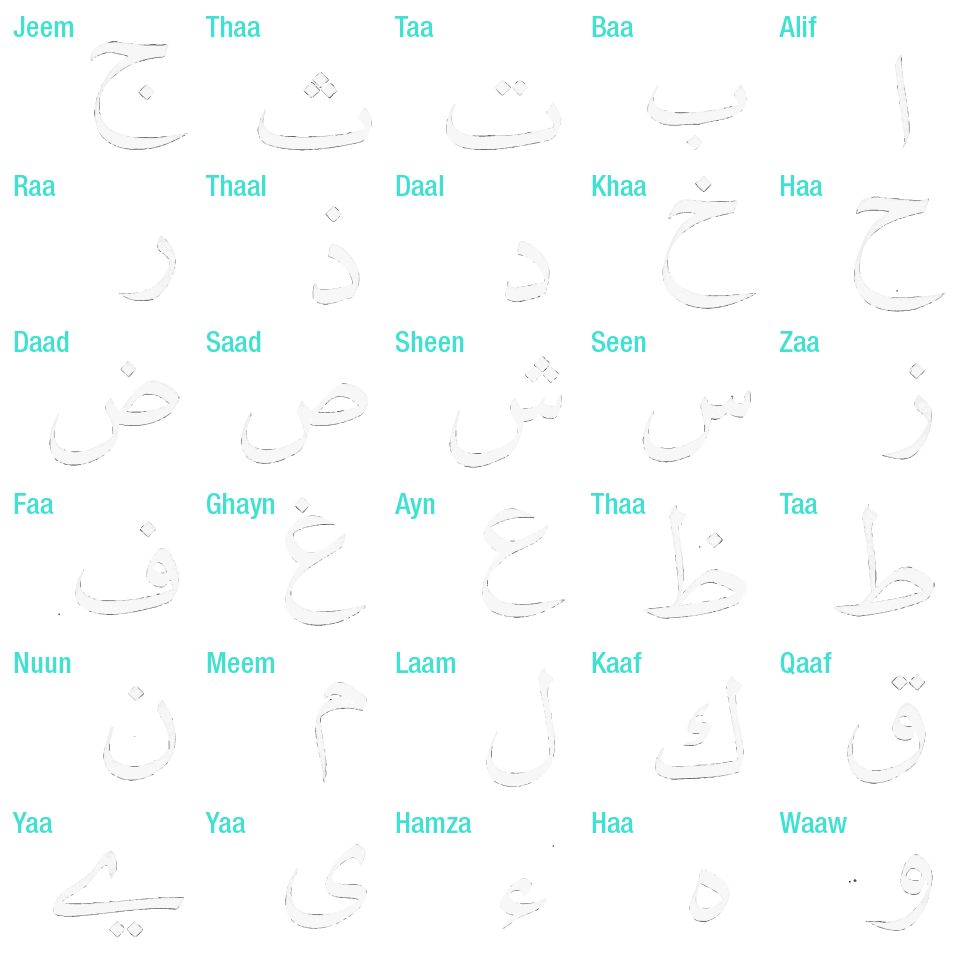 Alif ا Baa ب Taa ت Thaa ث Jeem ج
Haa ح Khaa خ Daal د Thaal ذ Raa ر
Zaa ز Seen س Sheen ش Saad ص Daad ض
Taa ط Thaa ظ Ayn ع Ghayn غ Faa ف
Qaaf ق Kaaf ك Laam ل Meem م Nuun ن
Waaw و Haa ه Hamza ء Yaa ى Yaa ي